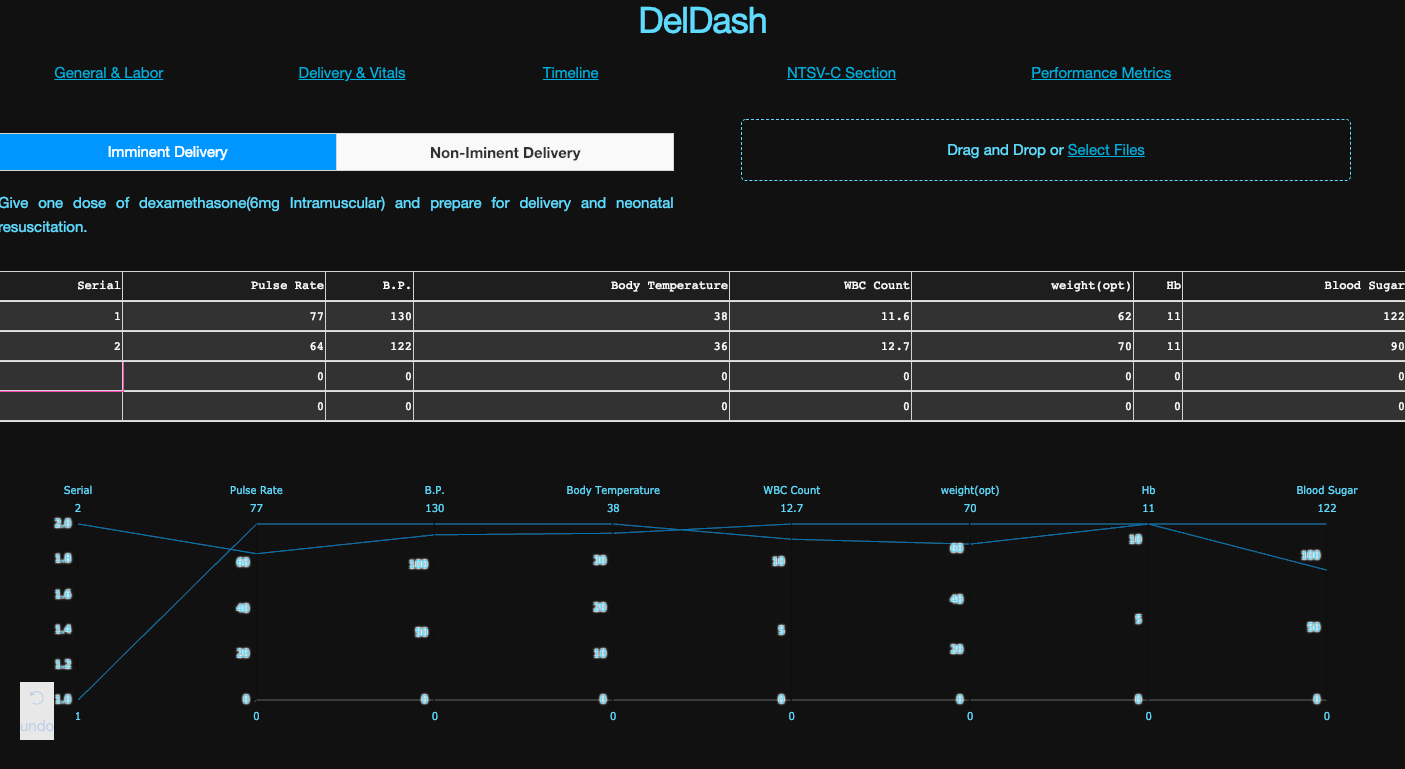 DelDash
General & Labor Delivery & Vitals Timeline NTSV-C Section Performance Metrics
Imminent Delivery Non-Iminent Delivery
Drag and Drop or Select Files
Give one dose of dexamethasone(6mg Intramuscular) and prepare for delivery and neonatal
resuscitation.
Serial Pulse Rate B.P. Body Temperature WBC Count weight(opt) Hb Blood Sugar
1 77 130 38 11.6 62 11 122
2 64 122 36 12.7 70 11 90
0 0 0 0 0 0 0
0 0 0 0 0 0 0
Serial Pulse Rate B.P. Body Temperature WBC Count weight(opt) Hb Blood Sugar
2 77 130 38 12.7 70 11 122
2.0
1.8 60 100 30 10 60 10 100
1.6 40 20 40
1.4 50 5 5 50
1.2 20 10 20
1.0 0 0 0 0 0 0 0
1 0 0 0 0 0 0 0
undo